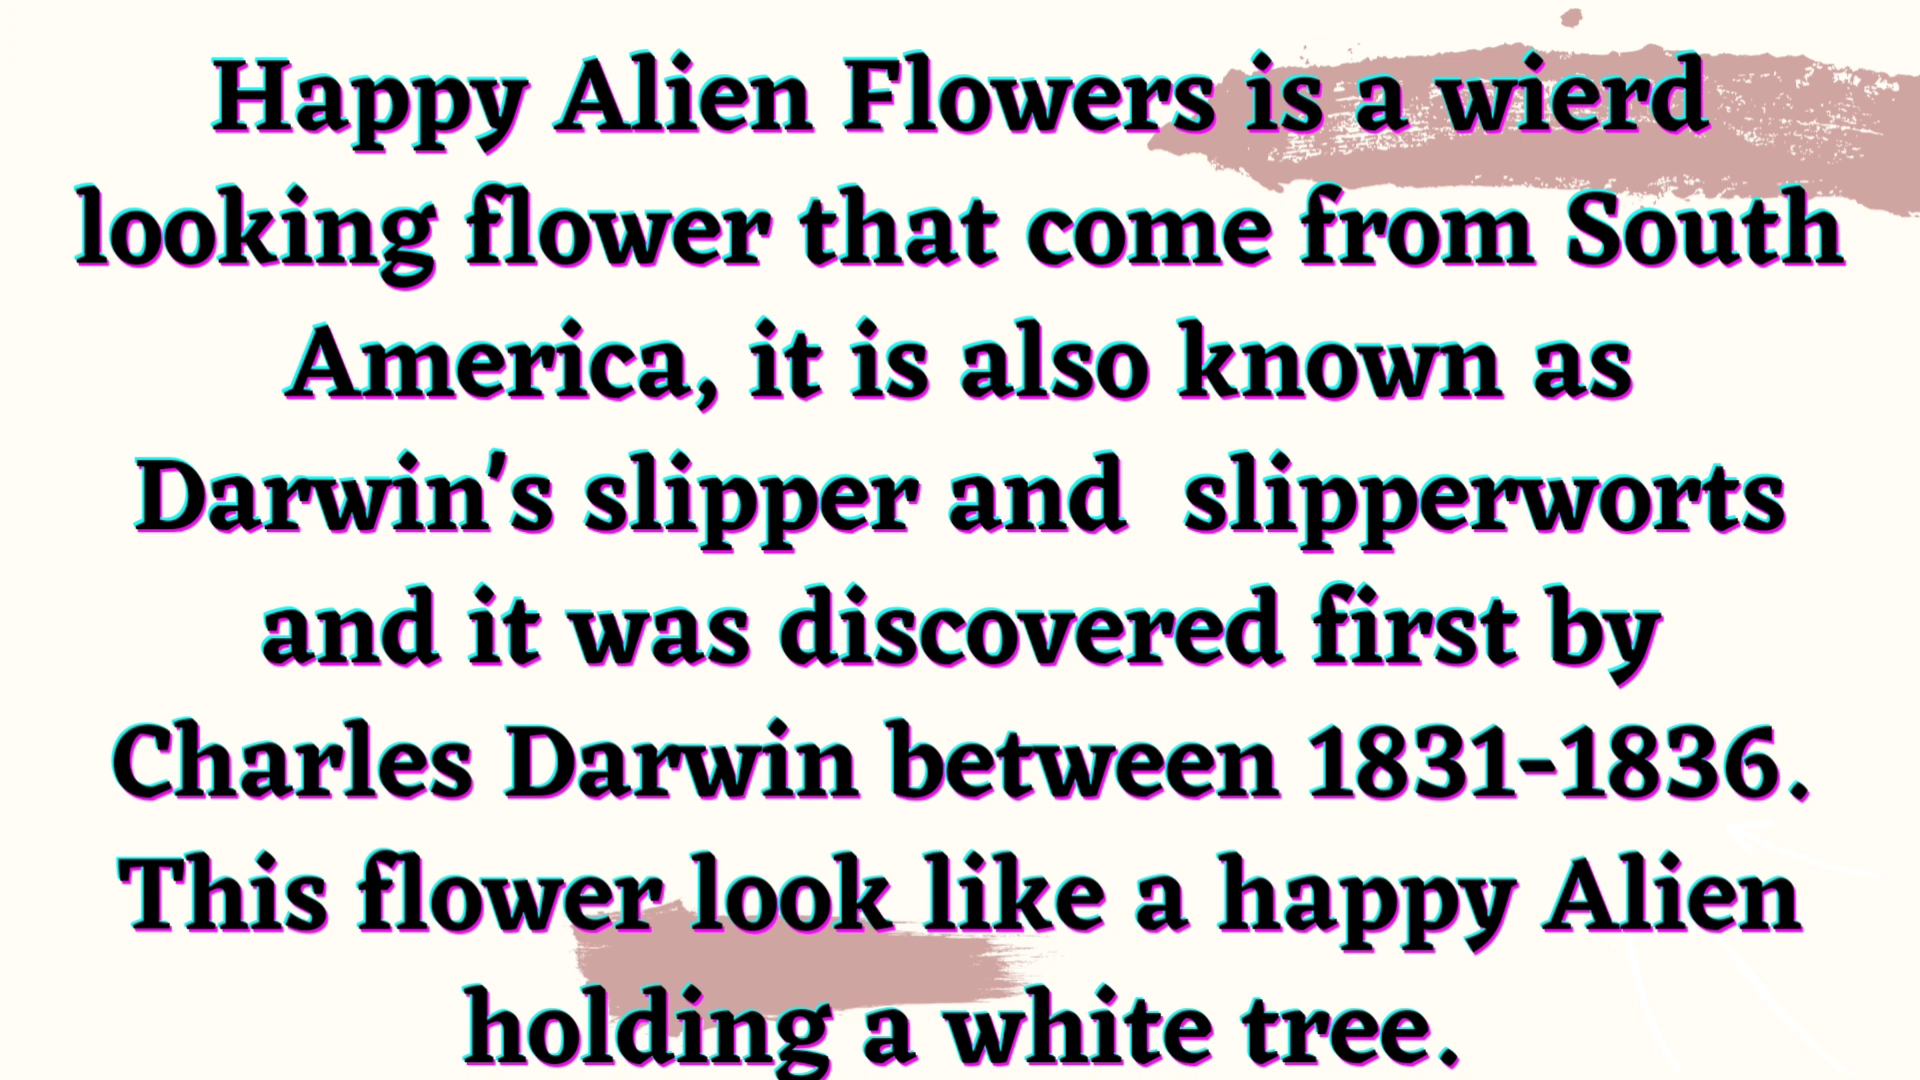 Happy Alien Flowers is a wierd
looking flower that come from South
America, it is also known as
Darwin's slipper and  slipperworts
and it was discovered first by
Charles Darwin between 1831-1836.
This flower look like a happy Alien
holding a white tree.